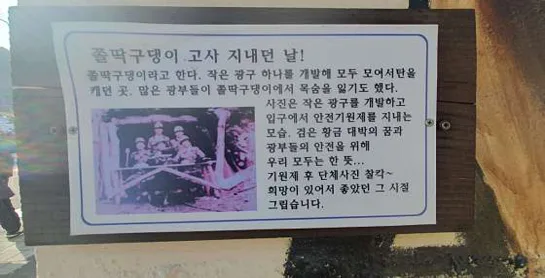 쫄딱구댕이 고사 지내던 날!
쫄딱구댕이라고 한다. 작은 광구 하나를 개발해 모두 모어서탄을
캐던 곳. 많은 광부들이 쫄딱구댕이에서 목숨을 잃기도 했다.
사진은 작은 광구를 개발하고
입구에서 안전기원제를 지내는
모습. 검은 황금 대박의 꿈과
광부들의 안전을 위해
우리 모두는 한 뜻...
기원제 후 단체사진 찰칵~
희망이 있어서 좋았던 그 시절
그립습니다.